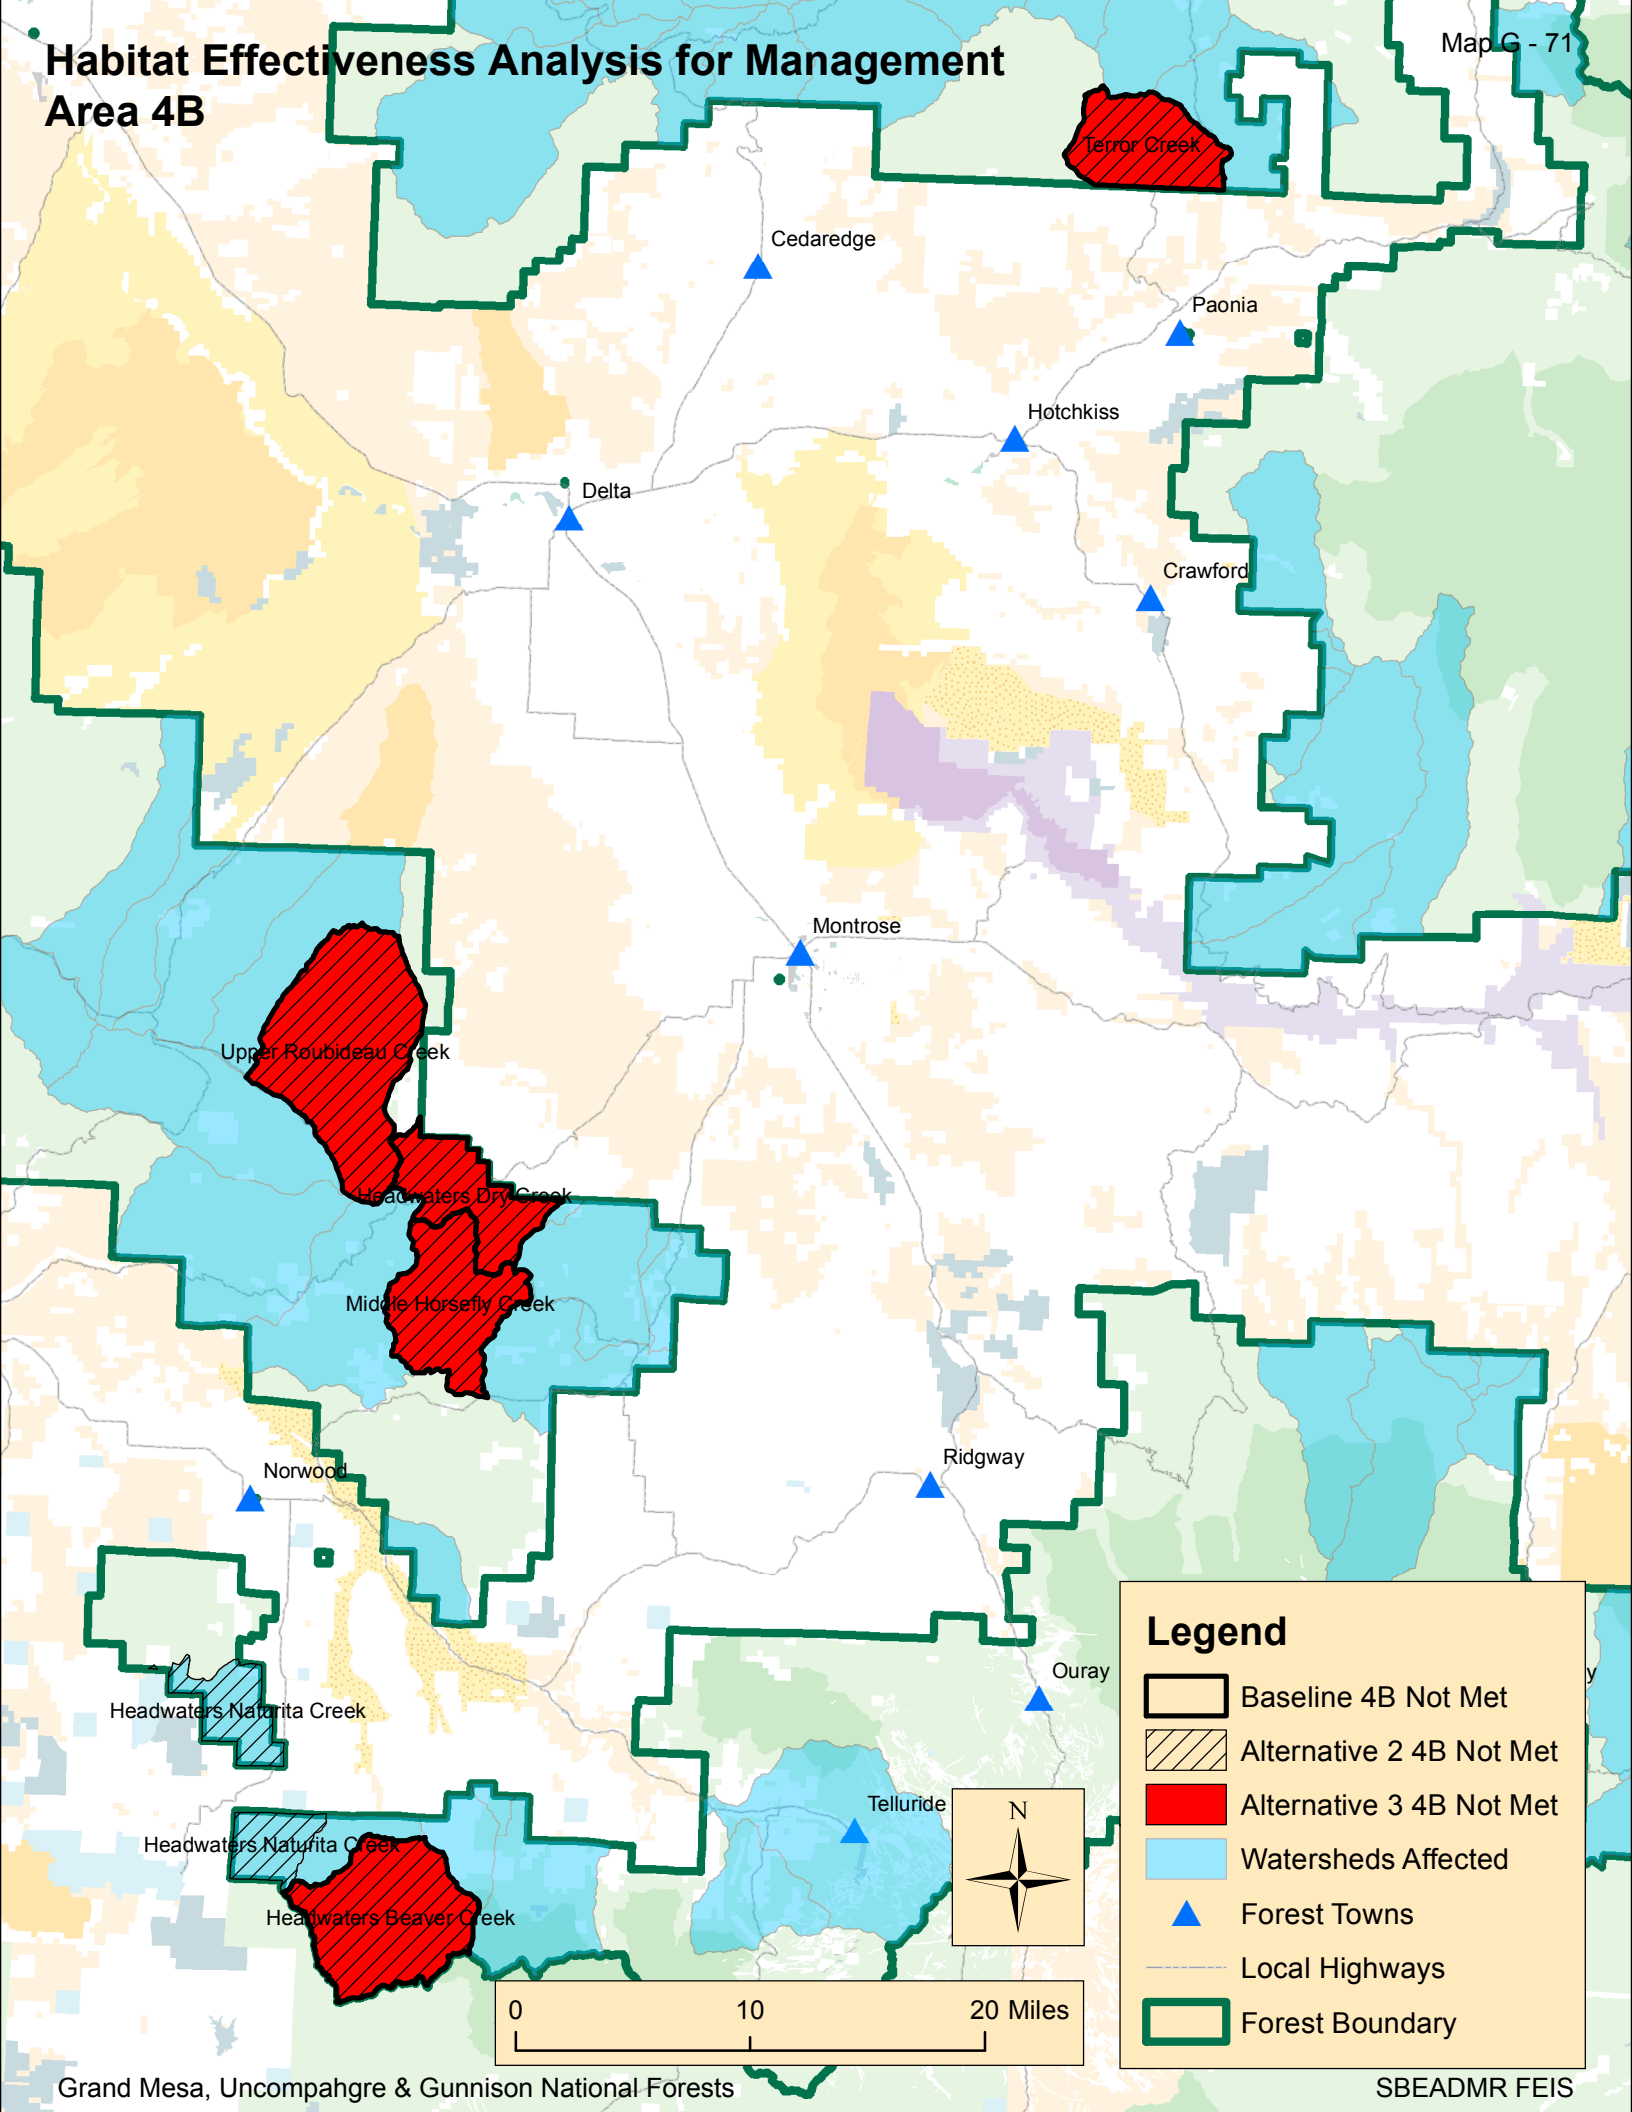 Habitat Effectiveness Analysis for Management
Area 4B
Map G - 71
Terror Creek
Cedaredge
Paonia
Hotchkiss
Delta
Crawford
Montrose
Upper Roubideau Creek
Headwaters Dry Creek
Middle Horsefly Creek
Ridgway
Norwood
Ouray
Headwaters Naturita Creek
Telluride
Headwaters Naturita Creek
Headwaters Beaver Creek
N
Legend
Baseline 4B Not Met
Alternative 2 4B Not Met
Alternative 3 4B Not Met
Watersheds Affected
Forest Towns
Local Highways
Forest Boundary
0 10 20 Miles
Grand Mesa, Uncompahgre & Gunnison National Forests
SBEADMR FEIS